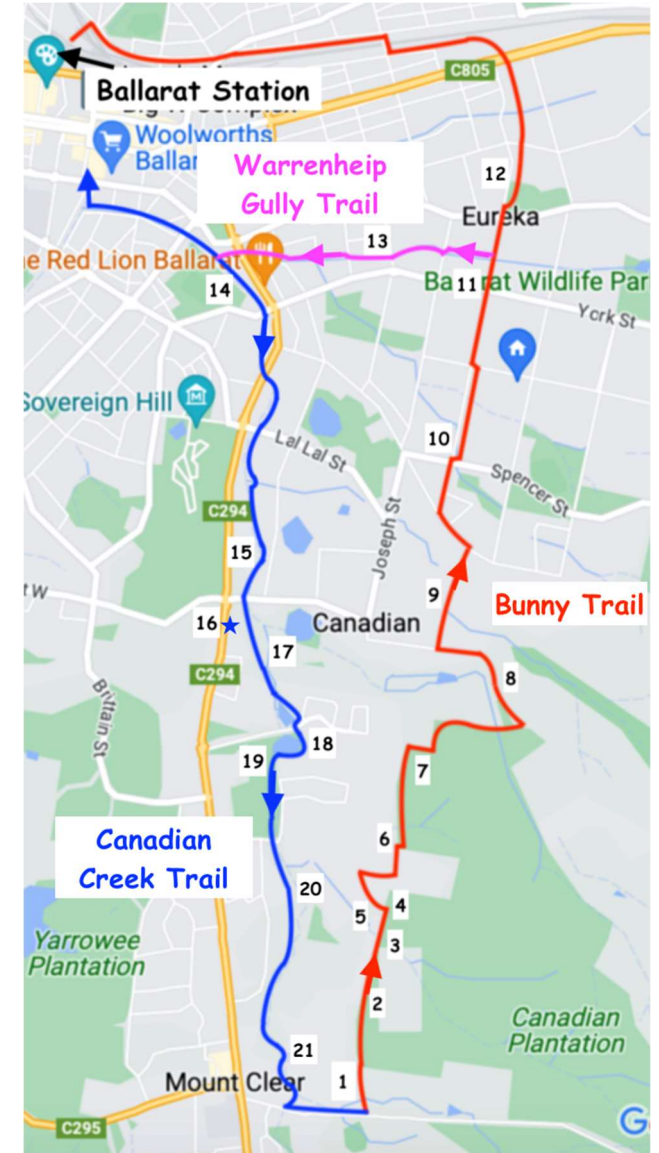 C805
Ballarat Station
Woolworths
Ballar
Warrenheip
Gully Trail
12
Eureka
13
e Red Lion Ballarat
Ba
rat Wildlife Par
11
14
York St
Sovereign Hill
10
Lal Lal St
Spencer St
C294
Joseph St
15
t W
9
Bunny Trail
16
Canadian
17
C294
8
Brittain St
18
19
7
Canadian
Creek Trail
6
20
5
4
3
Yarrowee
Plantation
2
Canadian
Plantation
21
Mount Clear
1
C295
G